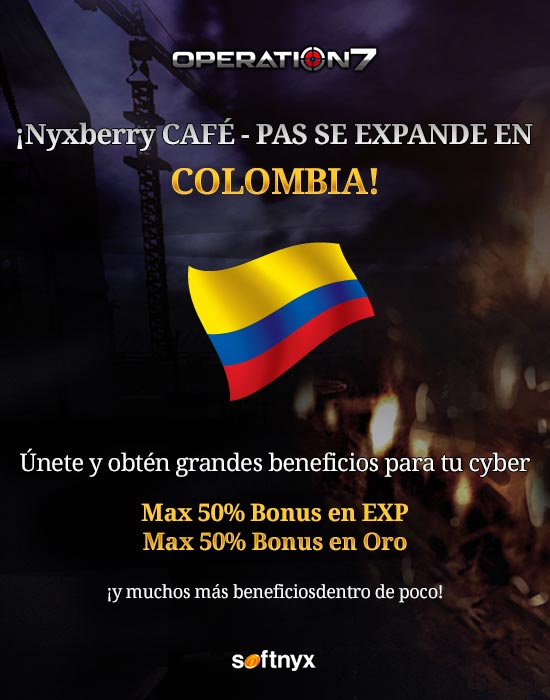 OPERATION7
¡Nyxberry CAFÉ - PAS SE EXPANDE EN
COLOMBIA!
Únete y obtén grandes beneficios para tu cyber
Max 50% Bonus en EXP
Max 50% Bonus en Oro
¡y muchos más beneficiosdentro de poco!
softnyx